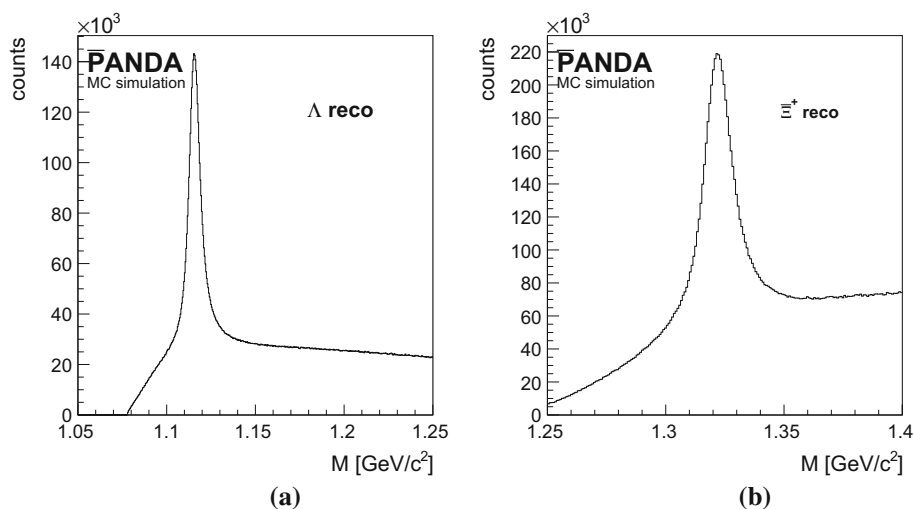 ×10³
counts
P̅ANDA
MC simulation
Λ reco
140
120
100
80
60
40
20
0
1.05
1.1
1.15
1.2
1.25
M [GeV/c²]
(a)
×10³
counts
P̅ANDA
MC simulation
Ξ̅⁺ reco
220
200
180
160
140
120
100
80
60
40
20
0
1.25
1.3
1.35
1.4
M [GeV/c²]
(b)